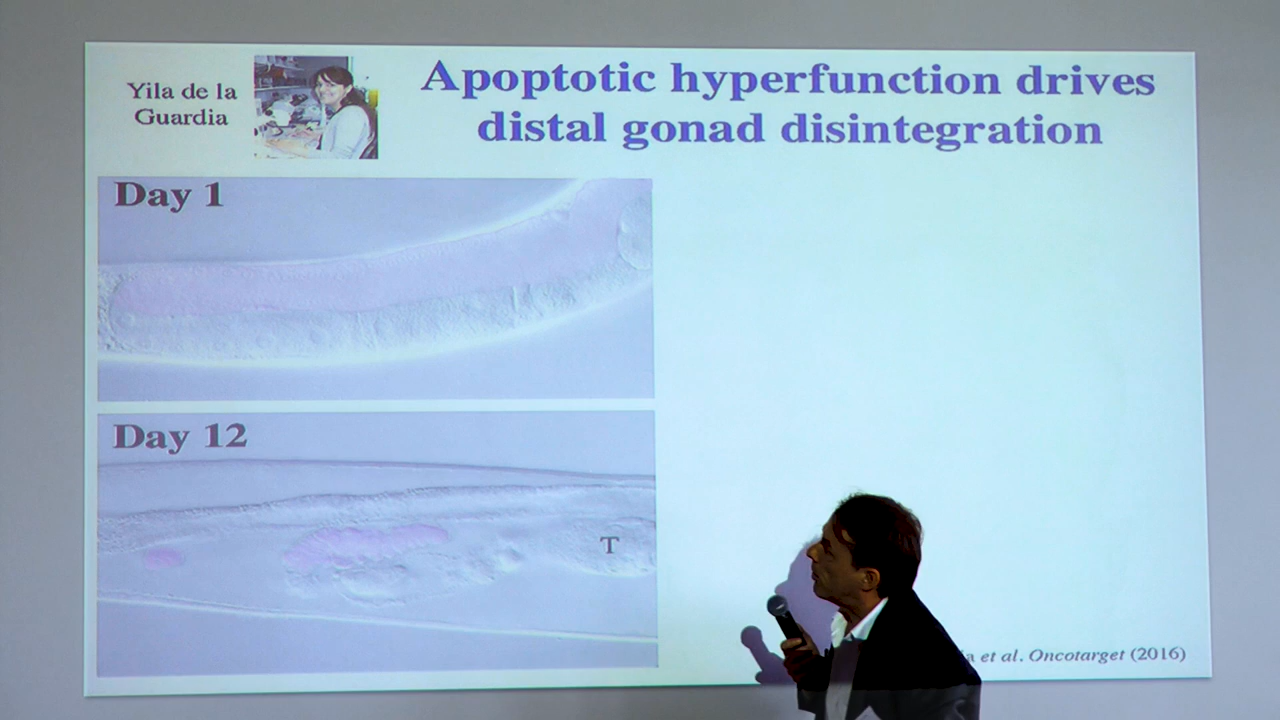 Yila de la
Guardia
Apoptotic hyperfunction drives
distal gonad disintegration
Day 1
Day 12
T
et al. Oncotarget (2016)